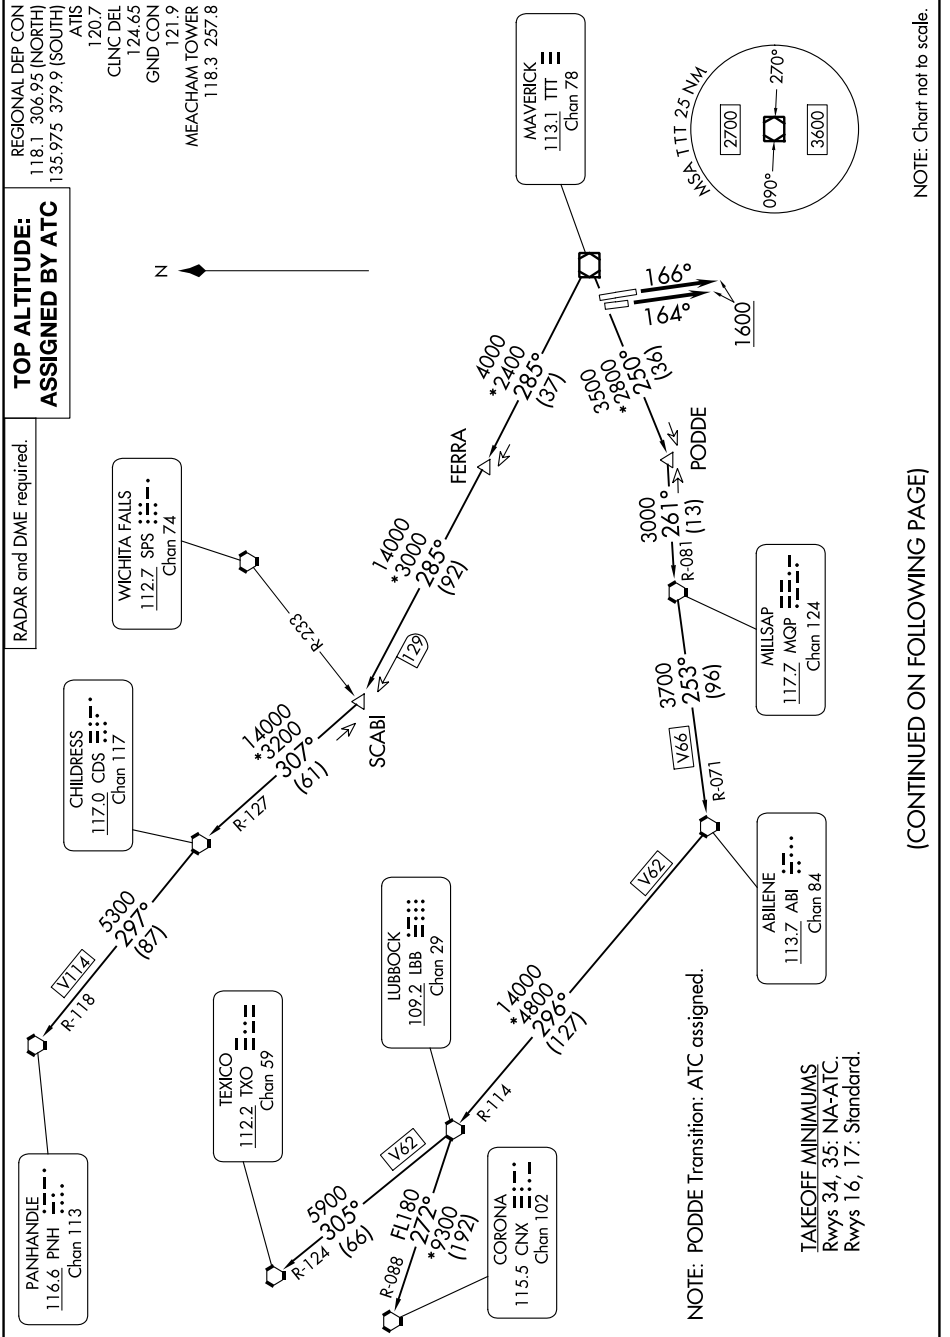 REGIONAL DEP CON
118.1 306.95 (NORTH)
135.975 379.9 (SOUTH)
ATIS
120.7
CLNC DEL
124.65
GND CON
121.9
MEACHAM TOWER
118.3 257.8
TOP ALTITUDE:
ASSIGNED BY ATC
RADAR and DME required.
N
MAVERICK
113.1 TTT
Chan 78
MSA TTT 25 NM
2700
090°
270°
3600
NOTE: Chart not to scale.
WICHITA FALLS
112.7 SPS
Chan 74
R-233
CHILDRESS
117.0 CDS
Chan 117
PANHANDLE
116.6 PNH
Chan 113
5300
297°
(87)
V114
R-118
14000
*3200
307°
(61)
R-127
SCABI
129
14000
*3000
285°
(92)
FERRA
4000
*2400
285°
(37)
166°
164°
1600
3500
*2800
250°
(36)
PODDE
3000
261°
(13)
R-081
MILLSAP
117.7 MQP
Chan 124
3700
253°
(96)
V66
R-071
ABILENE
113.7 ABI
Chan 84
V62
14000
*4800
296°
(127)
R-114
LUBBOCK
109.2 LBB
Chan 29
TEXICO
112.2 TXO
Chan 59
V62
5900
305°
(66)
R-124
FL180
272°
*9300
(192)
R-088
CORONA
115.5 CNX
Chan 102
NOTE: PODDE Transition: ATC assigned.
TAKEOFF MINIMUMS
Rwys 34, 35: NA-ATC.
Rwys 16, 17: Standard.
(CONTINUED ON FOLLOWING PAGE)